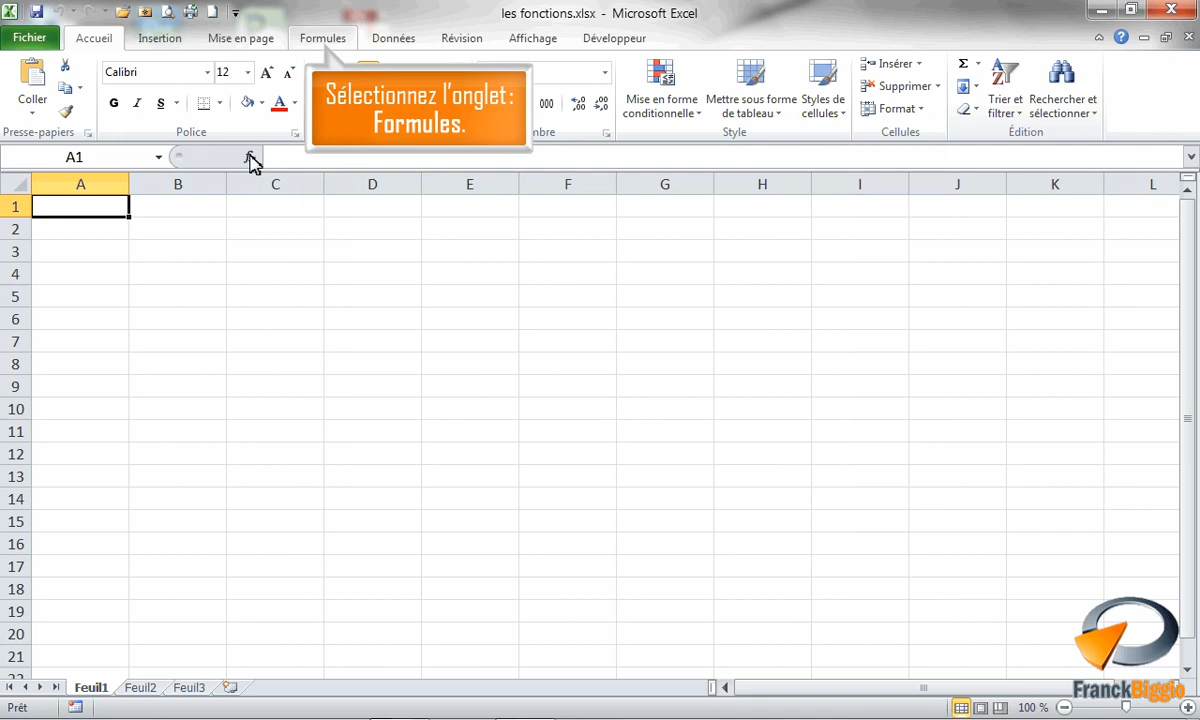 les fonctions.xlsx - Microsoft Excel
Fichier Accueil Insertion Mise en page Formules Données Révision Affichage Développeur
Sélectionnez l'onglet :
Formules.
Coller
Calibri 12
G I S
000
Mise en forme
conditionnelle
Mettre sous forme
de tableau
Styles de
cellules
Insérer
Supprimer
Format
Σ
Trier et
filtrer
Rechercher et
sélectionner
Presse-papiers Police Style Cellules Édition
A1
A B C D E F G H I J K L
1
2
3
4
5
6
7
8
9
10
11
12
13
14
15
16
17
18
19
20
21
Feuil1 Feuil2 Feuil3
Prêt
100 %
FranckBiggio